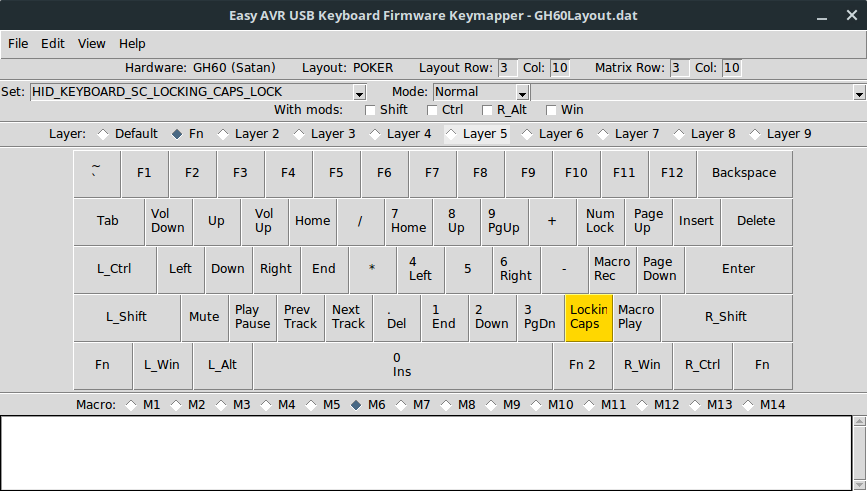 Easy AVR USB Keyboard Firmware Keymapper - GH60Layout.dat
File Edit View Help
Hardware: GH60 (Satan) Layout: POKER Layout Row: 3 Col: 10 Matrix Row: 3 Col: 10
Set: HID_KEYBOARD_SC_LOCKING_CAPS_LOCK Mode: Normal
With mods: Shift Ctrl R_Alt Win
Layer: Default Fn Layer 2 Layer 3 Layer 4 Layer 5 Layer 6 Layer 7 Layer 8 Layer 9
~
` F1 F2 F3 F4 F5 F6 F7 F8 F9 F10 F11 F12 Backspace
Tab Vol Down Up Vol Up Home / 7 Home 8 Up 9 PgUp + Num Lock Page Up Insert Delete
L_Ctrl Left Down Right End * 4 Left 5 6 Right - Macro Rec Page Down Enter
L_Shift Mute Play Pause Prev Track Next Track . Del 1 End 2 Down 3 PgDn Lockin Caps Macro Play R_Shift
Fn L_Win L_Alt 0 Ins Fn 2 R_Win R_Ctrl Fn
Macro: M1 M2 M3 M4 M5 M6 M7 M8 M9 M10 M11 M12 M13 M14